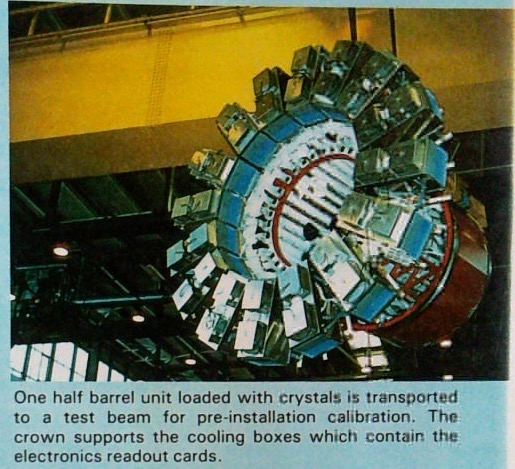 One half barrel unit loaded with crystals is transported
to a test beam for pre-installation calibration. The
crown supports the cooling boxes which contain the
electronics readout cards.